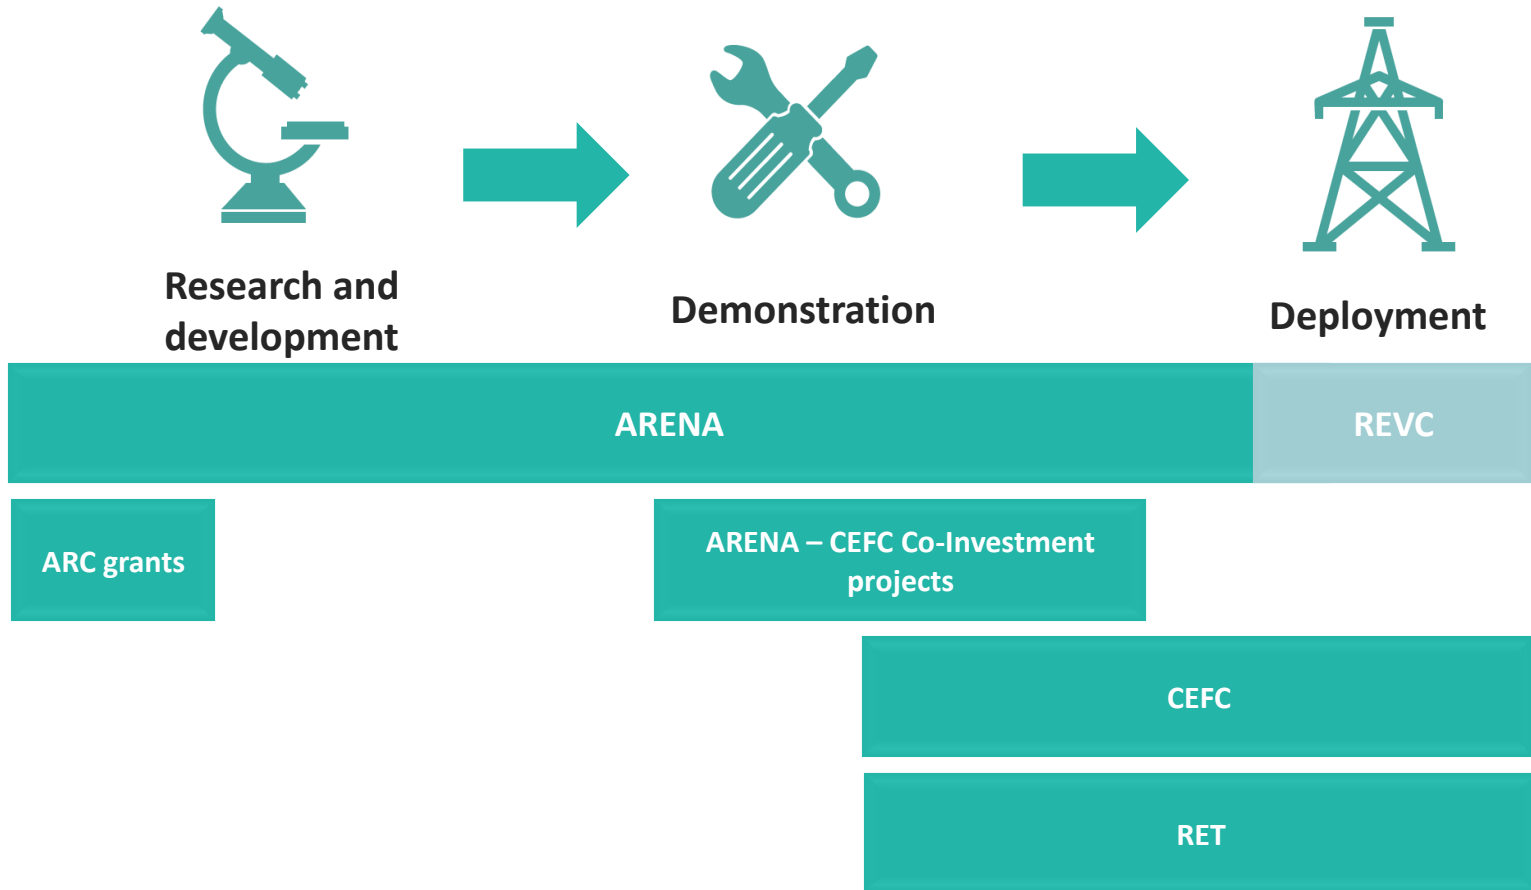 Research and
development
Demonstration
Deployment
ARENA
REVC
ARC grants
ARENA – CEFC Co-Investment
projects
CEFC
RET